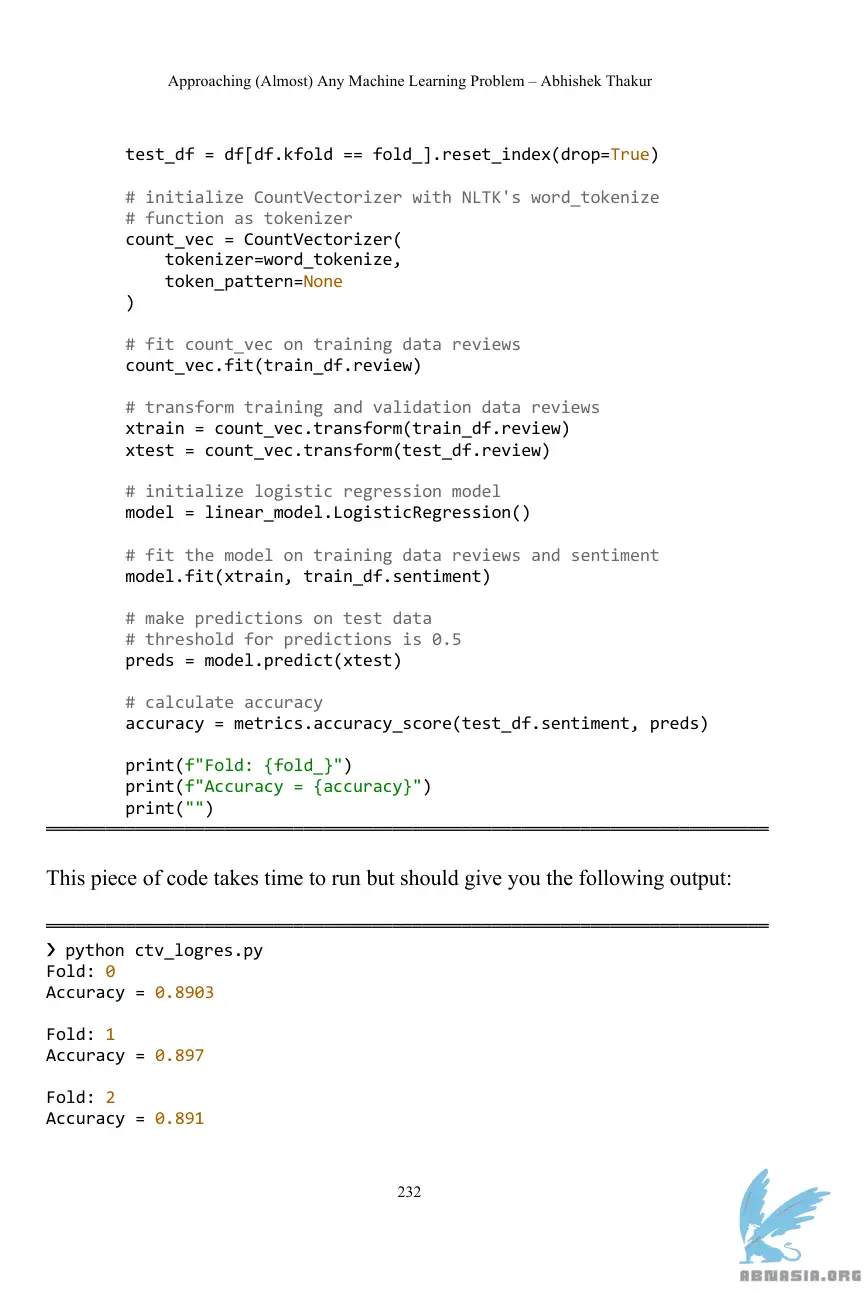 Approaching (Almost) Any Machine Learning Problem – Abhishek Thakur
test_df = df[df.kfold == fold_].reset_index(drop=True)
# initialize CountVectorizer with NLTK's word_tokenize
# function as tokenizer
count_vec = CountVectorizer(
    tokenizer=word_tokenize,
    token_pattern=None
)
# fit count_vec on training data reviews
count_vec.fit(train_df.review)
# transform training and validation data reviews
xtrain = count_vec.transform(train_df.review)
xtest = count_vec.transform(test_df.review)
# initialize logistic regression model
model = linear_model.LogisticRegression()
# fit the model on training data reviews and sentiment
model.fit(xtrain, train_df.sentiment)
# make predictions on test data
# threshold for predictions is 0.5
preds = model.predict(xtest)
# calculate accuracy
accuracy = metrics.accuracy_score(test_df.sentiment, preds)
print(f"Fold: {fold_}")
print(f"Accuracy = {accuracy}")
print("")
This piece of code takes time to run but should give you the following output:
❯ python ctv_logres.py
Fold: 0
Accuracy = 0.8903
Fold: 1
Accuracy = 0.897
Fold: 2
Accuracy = 0.891
232
ABNASIA.ORG